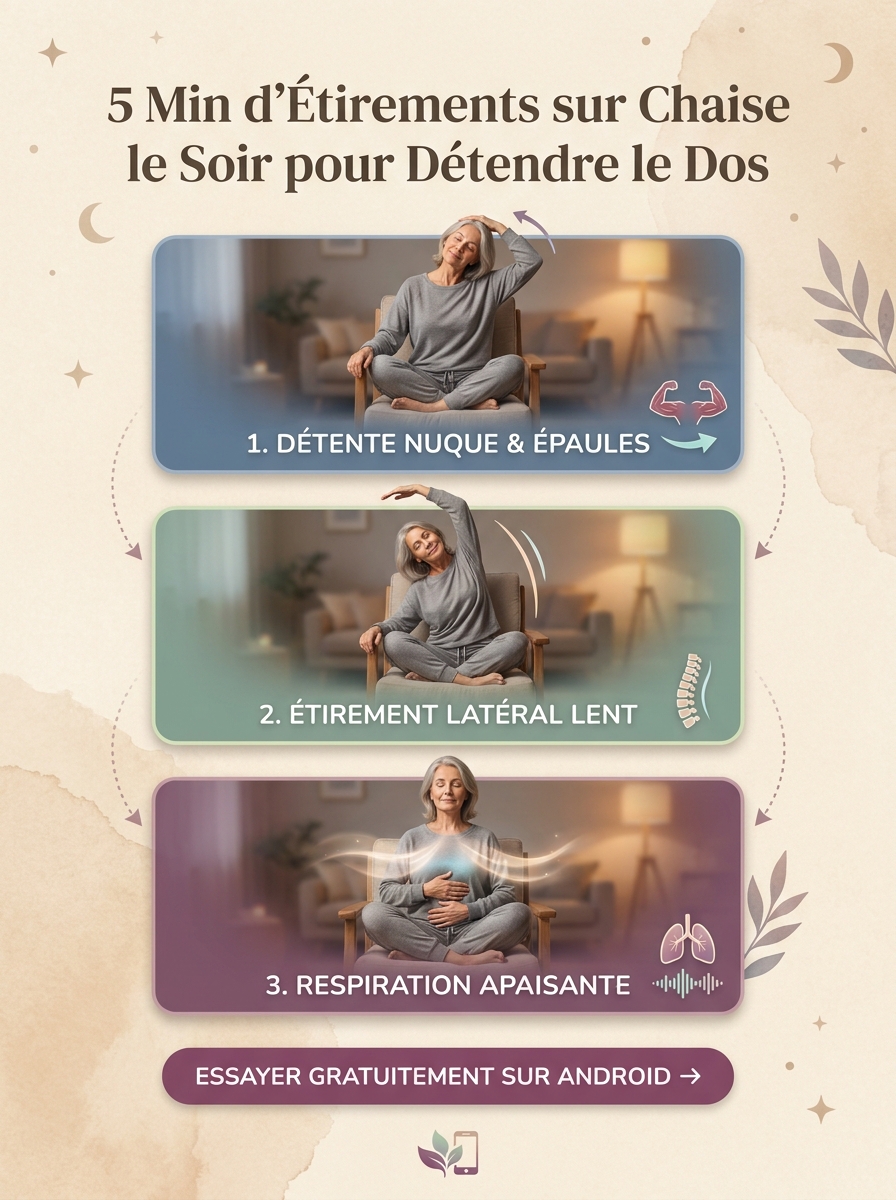 5 Min d’Étirements sur Chaise
le Soir pour Détendre le Dos
1. DÉTENTE NUQUE & ÉPAULES
2. ÉTIREMENT LATÉRAL LENT
3. RESPIRATION APAISANTE
ESSAYER GRATUITEMENT SUR ANDROID →